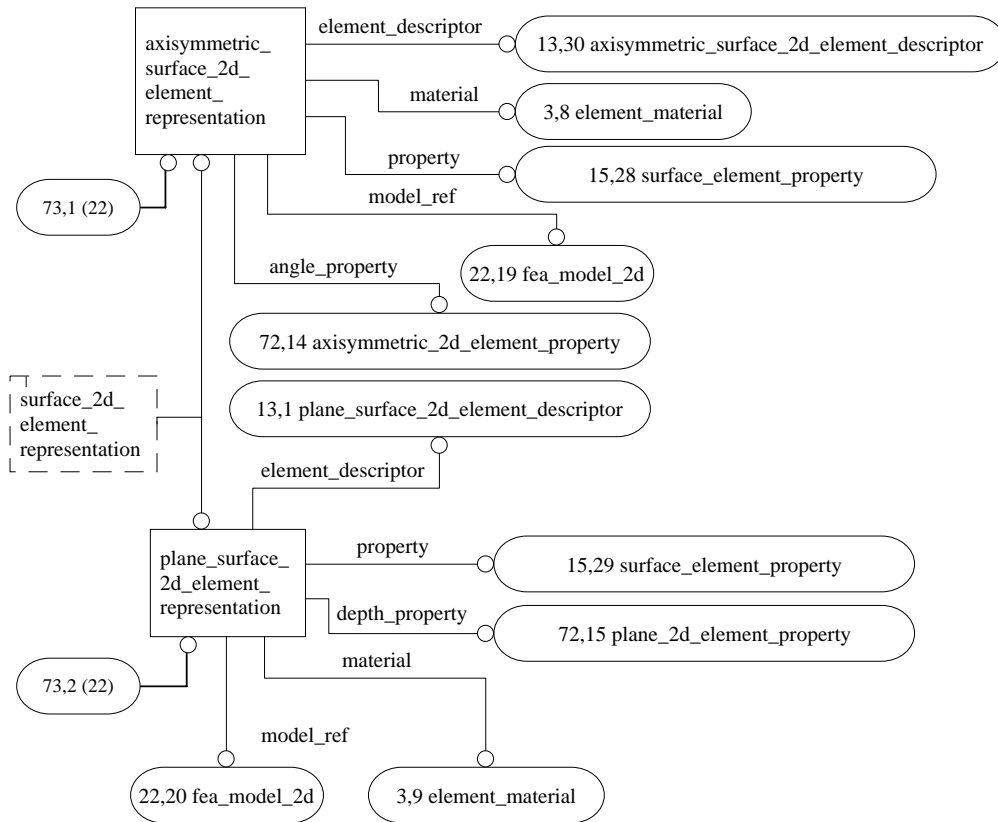 axisymmetric_
surface_2d_
element_
representation
element_descriptor
13,30 axisymmetric_surface_2d_element_descriptor
material
3,8 element_material
property
15,28 surface_element_property
model_ref
73,1 (22)
22,19 fea_model_2d
angle_property
72,14 axisymmetric_2d_element_property
surface_2d_
element_
representation
13,1 plane_surface_2d_element_descriptor
element_descriptor
plane_surface_
2d_element_
representation
property
15,29 surface_element_property
depth_property
72,15 plane_2d_element_property
material
73,2 (22)
model_ref
22,20 fea_model_2d
3,9 element_material